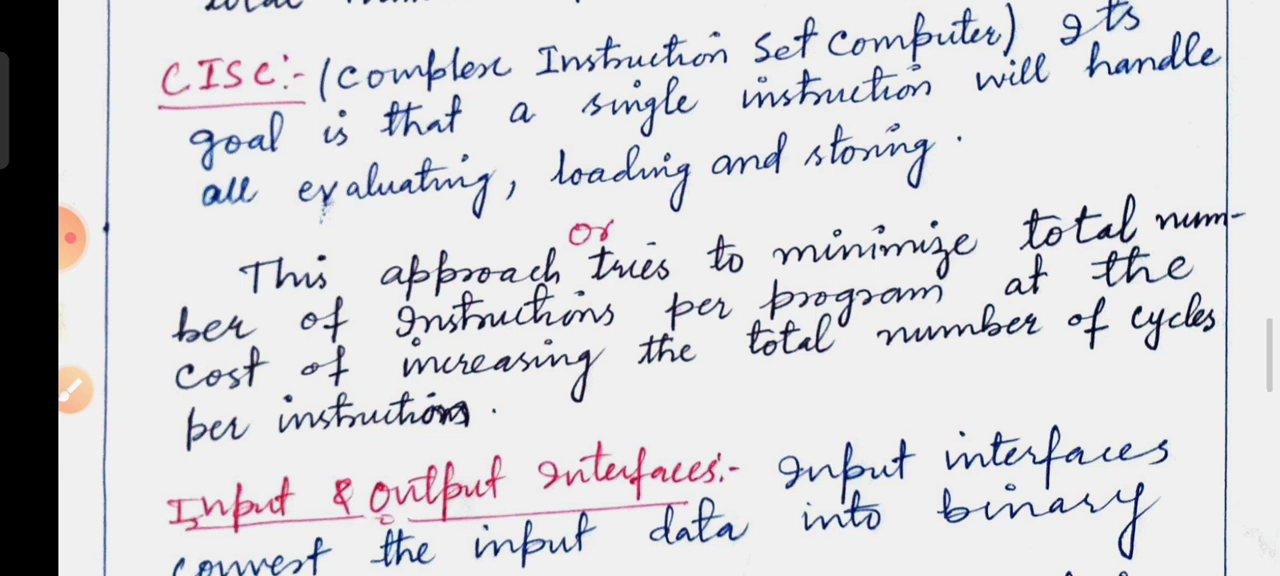 CISC:- (Complex Instruction Set Computer) Its
goal is that a single instruction will handle
all evaluating, loading and storing.
or
This approach tries to minimize total num-
ber of Instructions per program at the
cost of increasing the total number of cycles
per instruction.
Input & Output Interfaces:- Input interfaces
convert the input data into binary